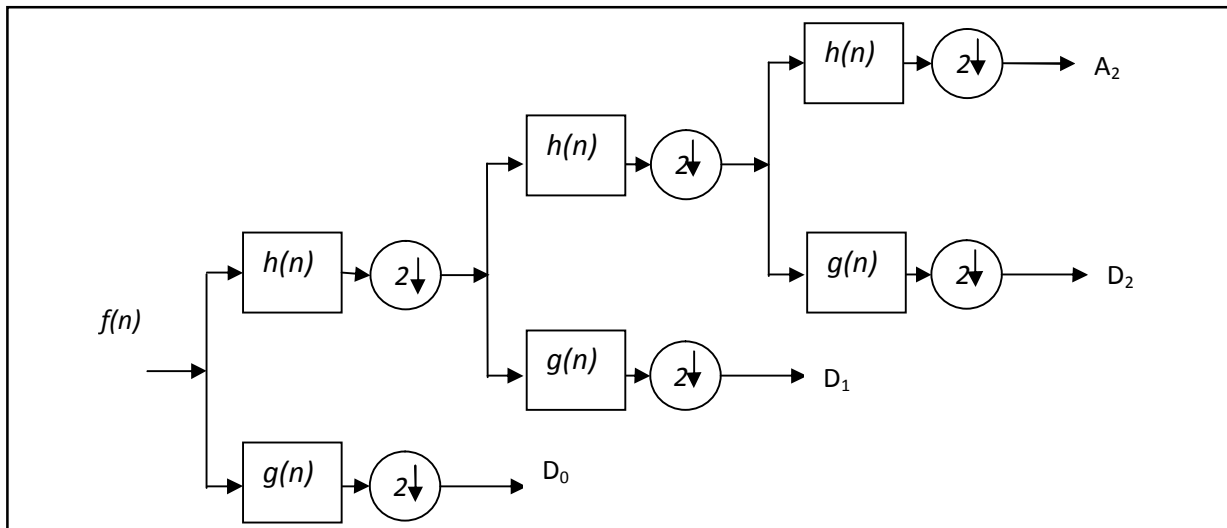 h(n)
2↓
A₂
h(n)
2↓
h(n)
2↓
g(n)
2↓
D₂
f(n)
g(n)
2↓
D₁
g(n)
2↓
D₀